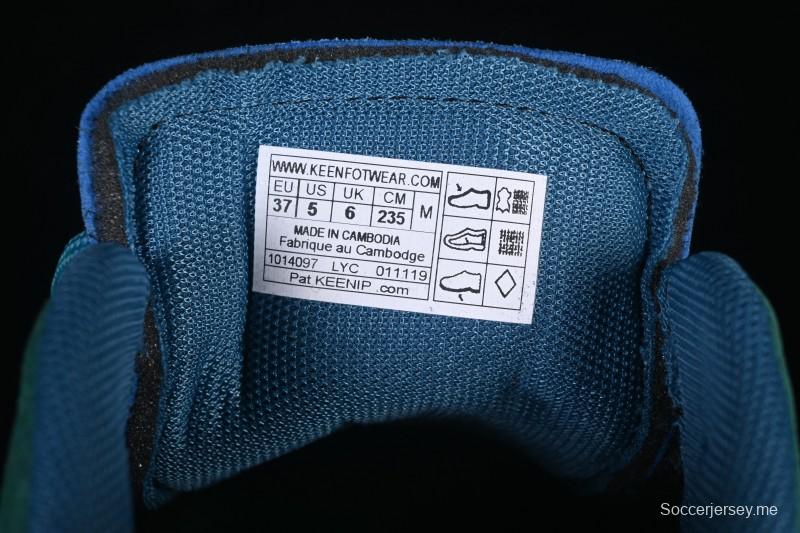 WWW.KEENFOTWEAR.COM
EU US UK CM M
37 5 6 235
MADE IN CAMBODIA
Fabrique au Cambodge
1014097 LYC 011119
Pat KEENIP .com
Soccerjersey.me